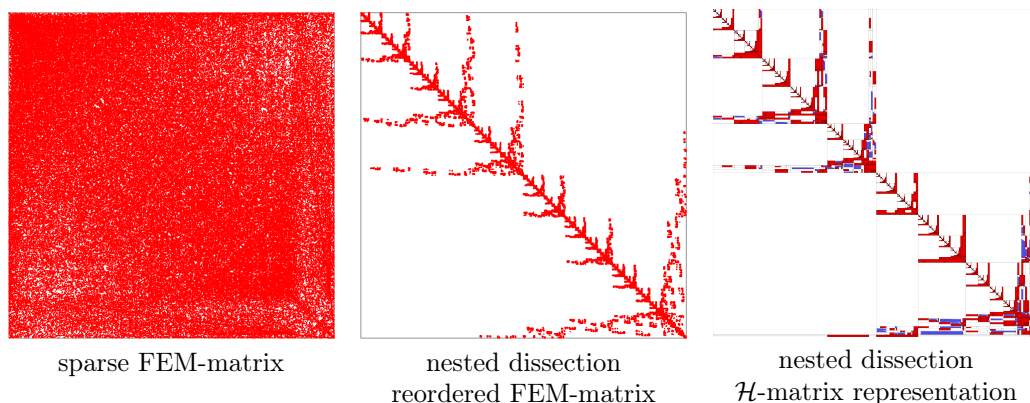 sparse FEM-matrix
nested dissection
reordered FEM-matrix
nested dissection
ℋ-matrix representation